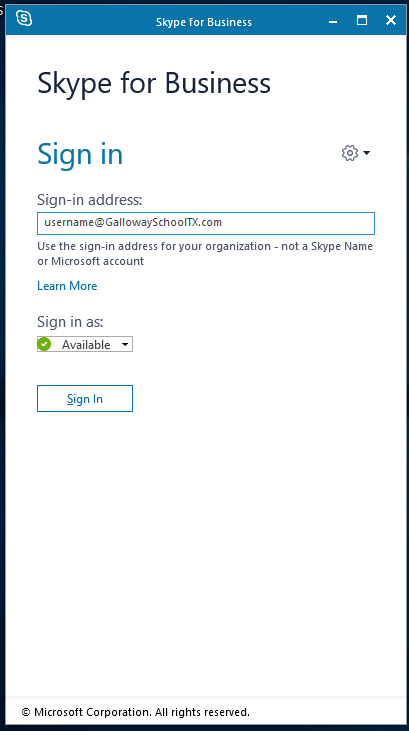 S
Skype for Business
Skype for Business
Sign in
Sign-in address:
username@GallowaySchoolTX.com
Use the sign-in address for your organization - not a Skype Name
or Microsoft account
Learn More
Sign in as:
Available
Sign In
© Microsoft Corporation. All rights reserved.